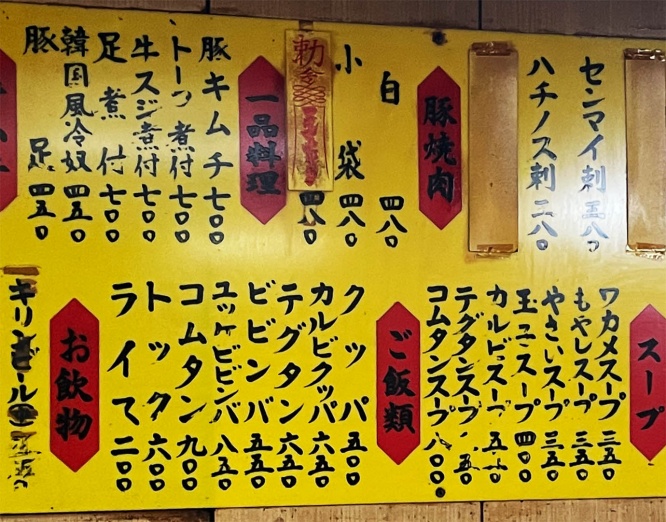 センマイ刺 三八〇
ハチノス刺 二八〇
豚焼肉
白 四八〇
小袋 四八〇
勅令
四八〇
一品料理
豚キムチ 七〇〇
トーフ煮付 七〇〇
牛スジ煮付 七〇〇
足煮付 七〇〇
韓国風冷奴 四五〇
豚足 四五〇
スープ
ワカメスープ 三五〇
もやしスープ 三五〇
やさいスープ 三五〇
玉子スープ 四〇〇
カルビスープ
テグタンスープ
コムタンスープ 八〇〇
ご飯類
クッパ 五〇〇
カルビクッパ 六五〇
テグタン 六五〇
ビビンバ 五五〇
ユッケビビンバ 八五〇
コムタン 九〇〇
トック 六〇〇
ライス 二〇〇
お飲物
キリンビール